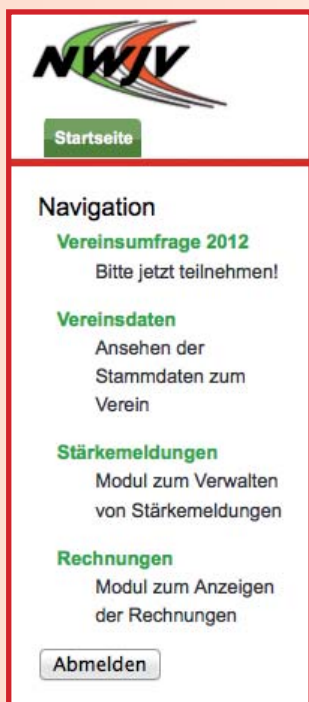 NWJV
Startseite
Navigation
Vereinsumfrage 2012
Bitte jetzt teilnehmen!
Vereinsdaten
Ansehen der
Stammdaten zum
Verein
Stärkemeldungen
Modul zum Verwalten
von Stärkemeldungen
Rechnungen
Modul zum Anzeigen
der Rechnungen
Abmelden